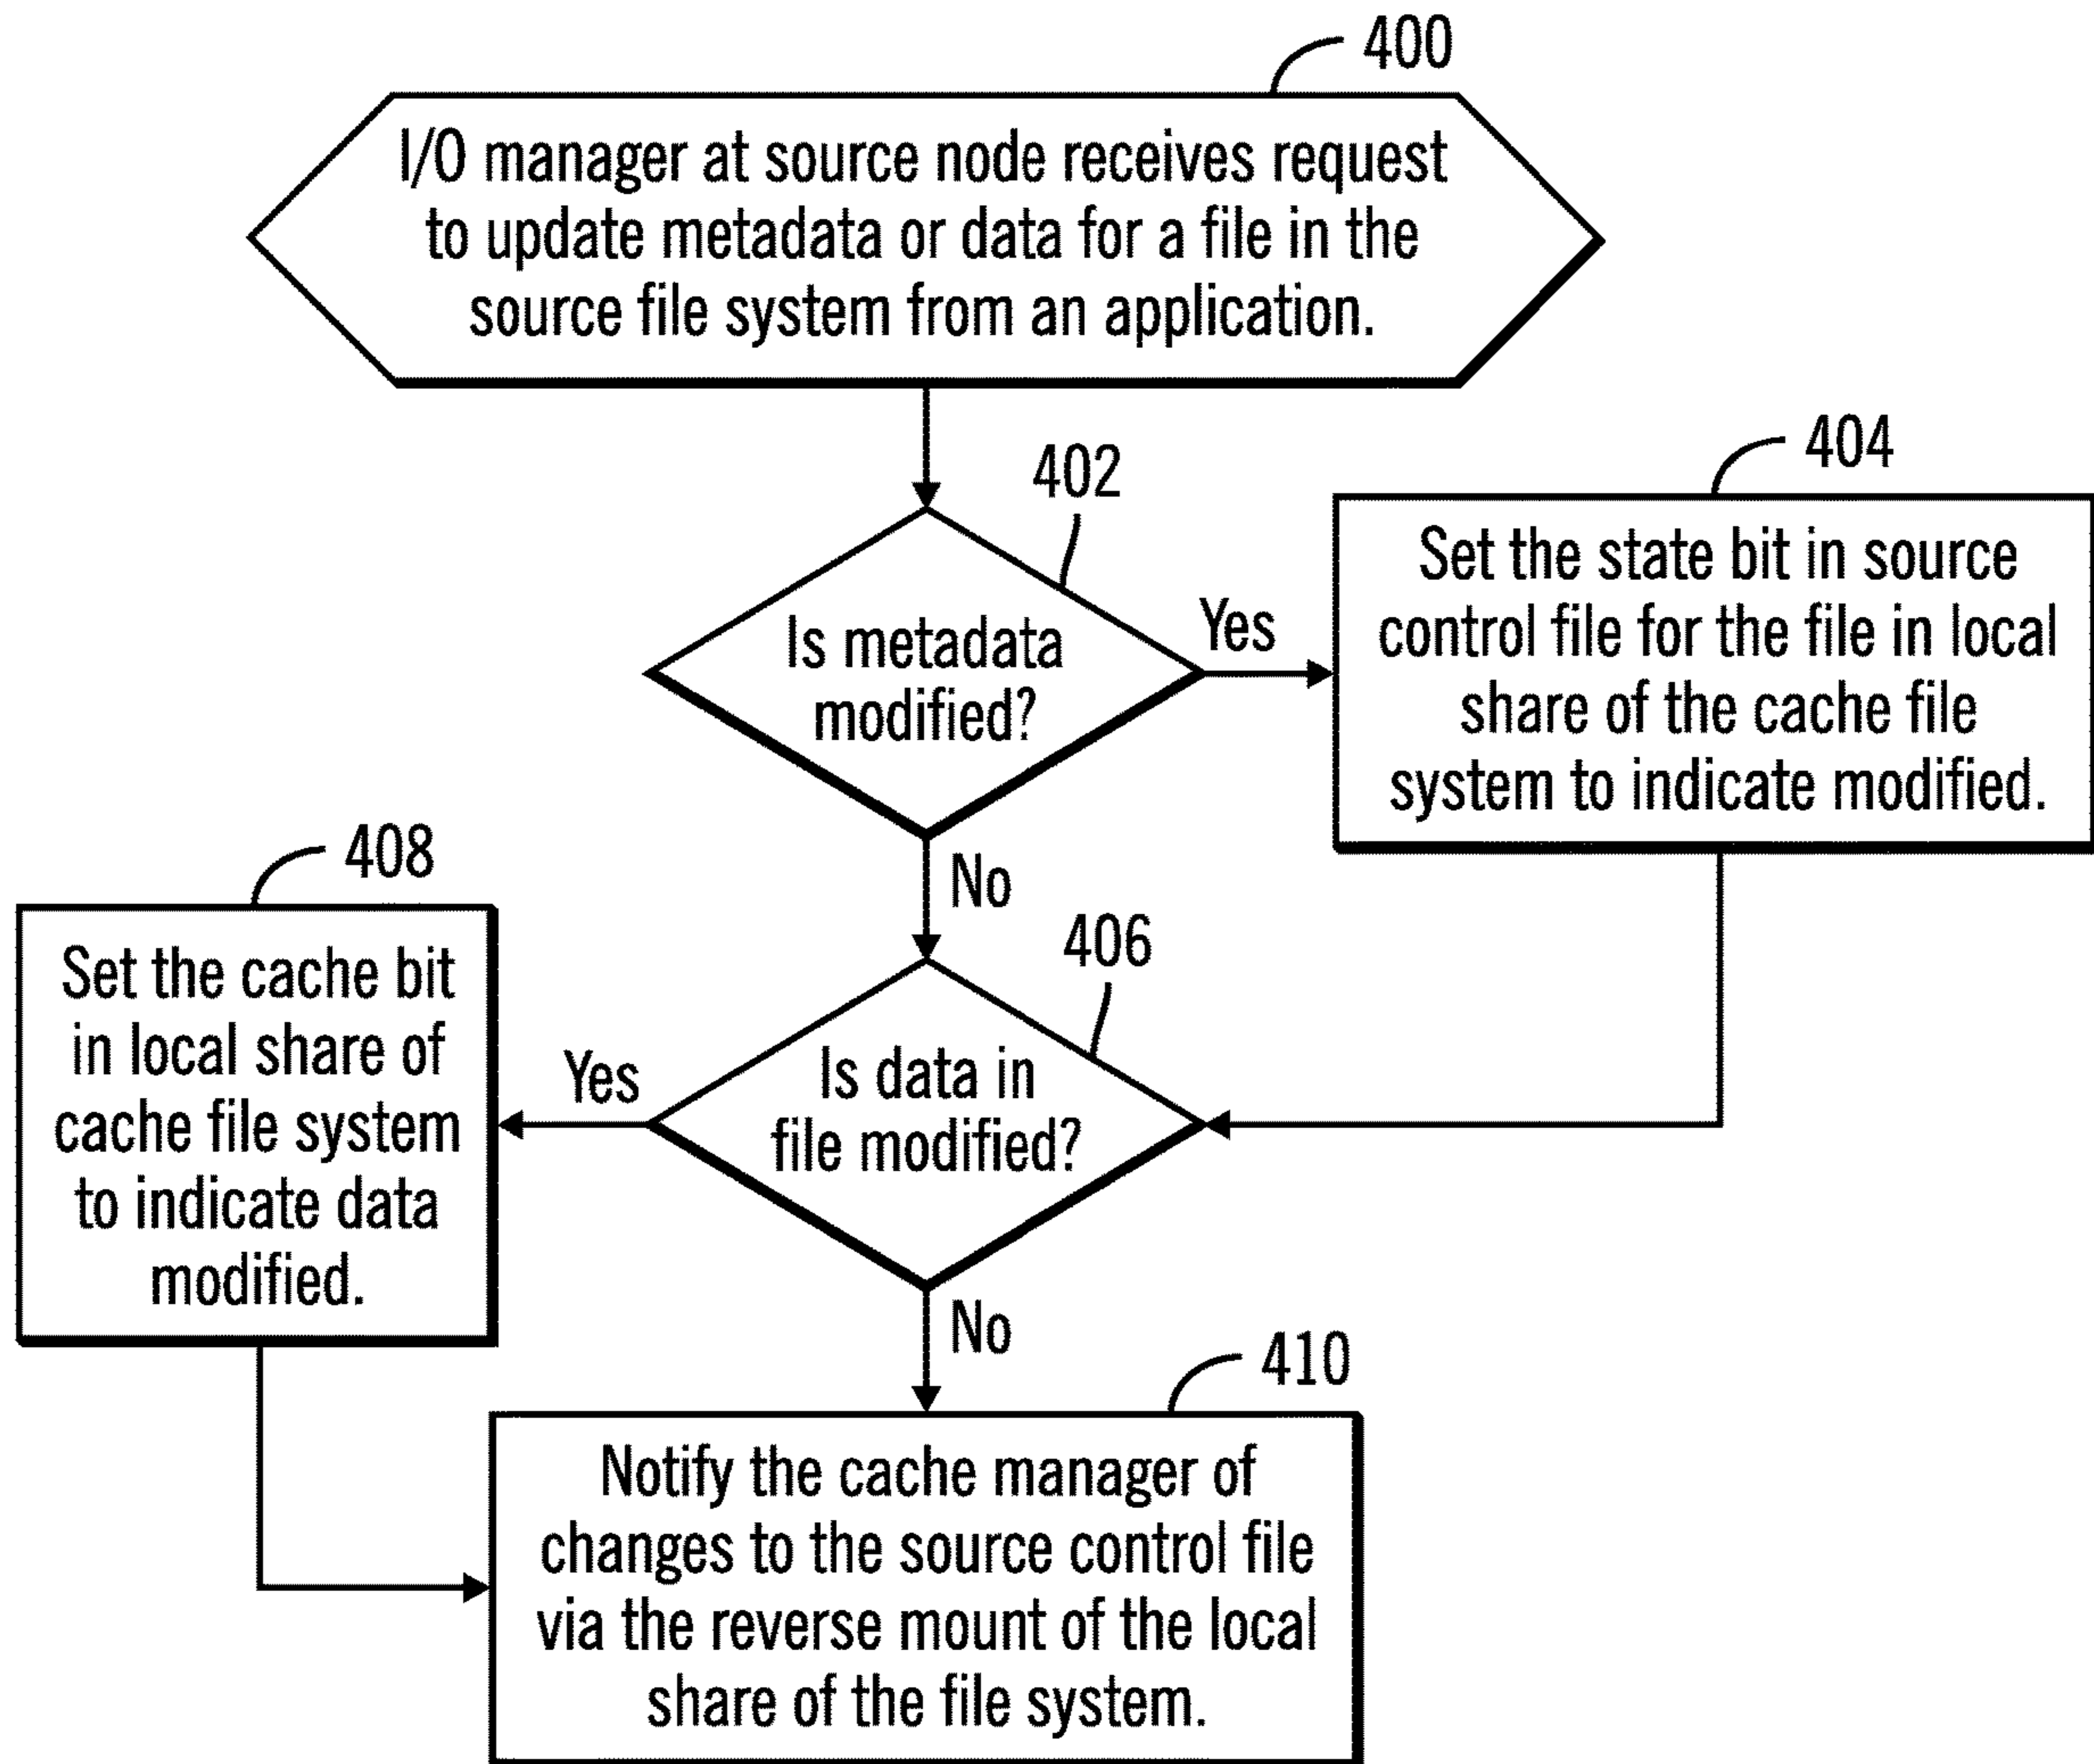 400
I/O manager at source node receives request
to update metadata or data for a file in the
source file system from an application.
402
Is metadata
modified?
Yes
No
404
Set the state bit in source
control file for the file in local
share of the cache file
system to indicate modified.
406
Is data in
file modified?
Yes
No
408
Set the cache bit
in local share of
cache file system
to indicate data
modified.
410
Notify the cache manager of
changes to the source control file
via the reverse mount of the local
share of the file system.